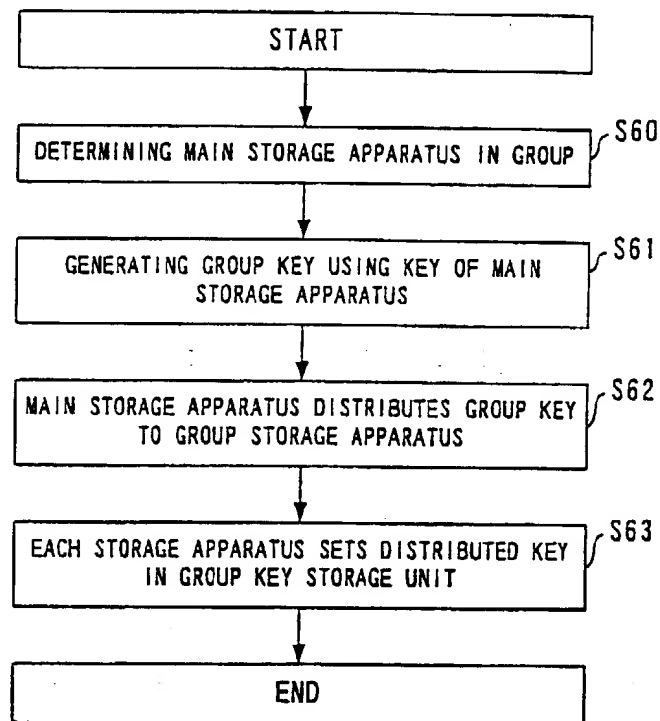 START
DETERMINING MAIN STORAGE APPARATUS IN GROUP
S60
GENERATING GROUP KEY USING KEY OF MAIN
STORAGE APPARATUS
S61
MAIN STORAGE APPARATUS DISTRIBUTES GROUP KEY
TO GROUP STORAGE APPARATUS
S62
EACH STORAGE APPARATUS SETS DISTRIBUTED KEY
IN GROUP KEY STORAGE UNIT
S63
END